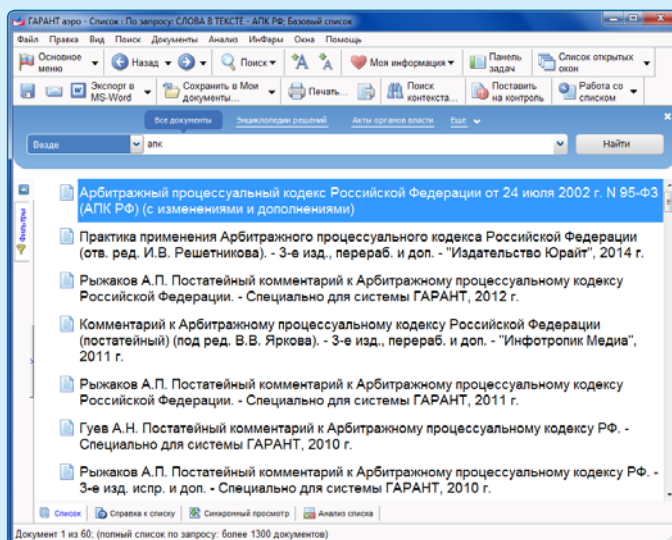 ГАРАНТ аэро - Список : По запросу: СЛОВА В ТЕКСТЕ - АПК РФ; Базовый список
Файл Правка Вид Поиск Документы Анализ ИнФарм Окна Помощь
Основное меню Назад Поиск A A Моя информация Панель задач Список открытых окон
Экспорт в MS-Word Сохранить в Мои документы... Печать... Поиск контекста... Поставить на контроль Работа со списком
Все документы Энциклопедии решений Акты органов власти Еще
Везде апк Найти
Фильтры
Арбитражный процессуальный кодекс Российской Федерации от 24 июля 2002 г. N 95-ФЗ
(АПК РФ) (с изменениями и дополнениями)
Практика применения Арбитражного процессуального кодекса Российской Федерации
(отв. ред. И.В. Решетникова). - 3-е изд., перераб. и доп. - "Издательство Юрайт", 2014 г.
Рыжаков А.П. Постатейный комментарий к Арбитражному процессуальному кодексу
Российской Федерации. - Специально для системы ГАРАНТ, 2012 г.
Комментарий к Арбитражному процессуальному кодексу Российской Федерации
(постатейный) (под ред. В.В. Яркова). - 3-е изд., перераб. и доп. - "Инфотропик Медиа",
2011 г.
Рыжаков А.П. Постатейный комментарий к Арбитражному процессуальному кодексу
Российской Федерации. - Специально для системы ГАРАНТ, 2011 г.
Гуев А.Н. Постатейный комментарий к Арбитражному процессуальному кодексу РФ. -
Специально для системы ГАРАНТ, 2010 г.
Рыжаков А.П. Постатейный комментарий к Арбитражному процессуальному кодексу РФ. -
3-е изд. испр. и доп. - Специально для системы ГАРАНТ, 2010 г.
Список Справка к списку Синхронный просмотр Анализ списка
Документ 1 из 60; (полный список по запросу: более 1300 документов)